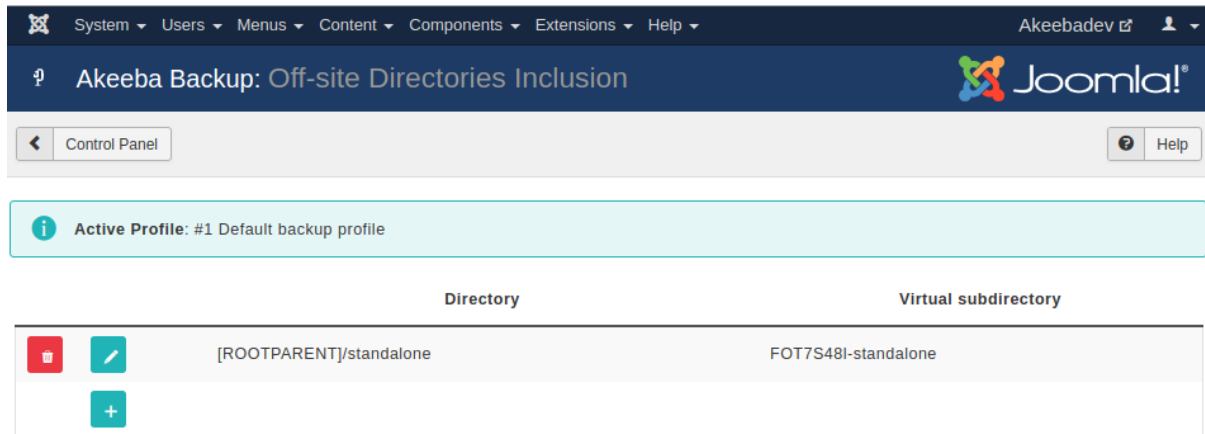 System Users Menus Content Components Extensions Help Akeebadev
Akeeba Backup: Off-site Directories Inclusion Joomla!®
Control Panel Help
Active Profile: #1 Default backup profile
Directory Virtual subdirectory
[ROOTPARENT]/standalone FOT7S48I-standalone